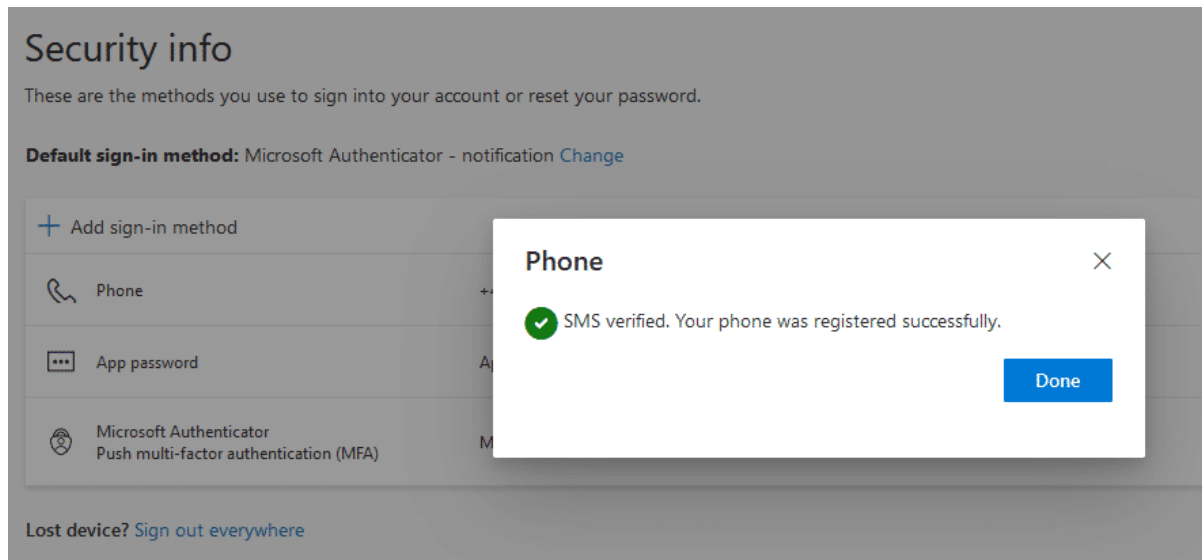 Security info
These are the methods you use to sign into your account or reset your password.
Default sign-in method: Microsoft Authenticator - notification Change
Add sign-in method
Phone
SMS verified. Your phone was registered successfully.
Done
Phone
App password
Microsoft Authenticator
Push multi-factor authentication (MFA)
Lost device? Sign out everywhere